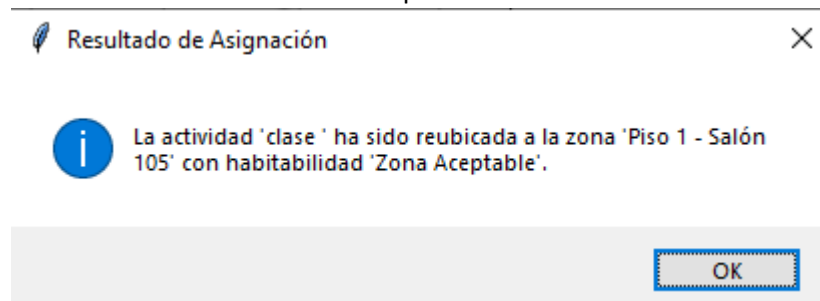 Resultado de Asignación
La actividad 'clase ' ha sido reubicada a la zona 'Piso 1 - Salón
105' con habitabilidad 'Zona Aceptable'.
OK